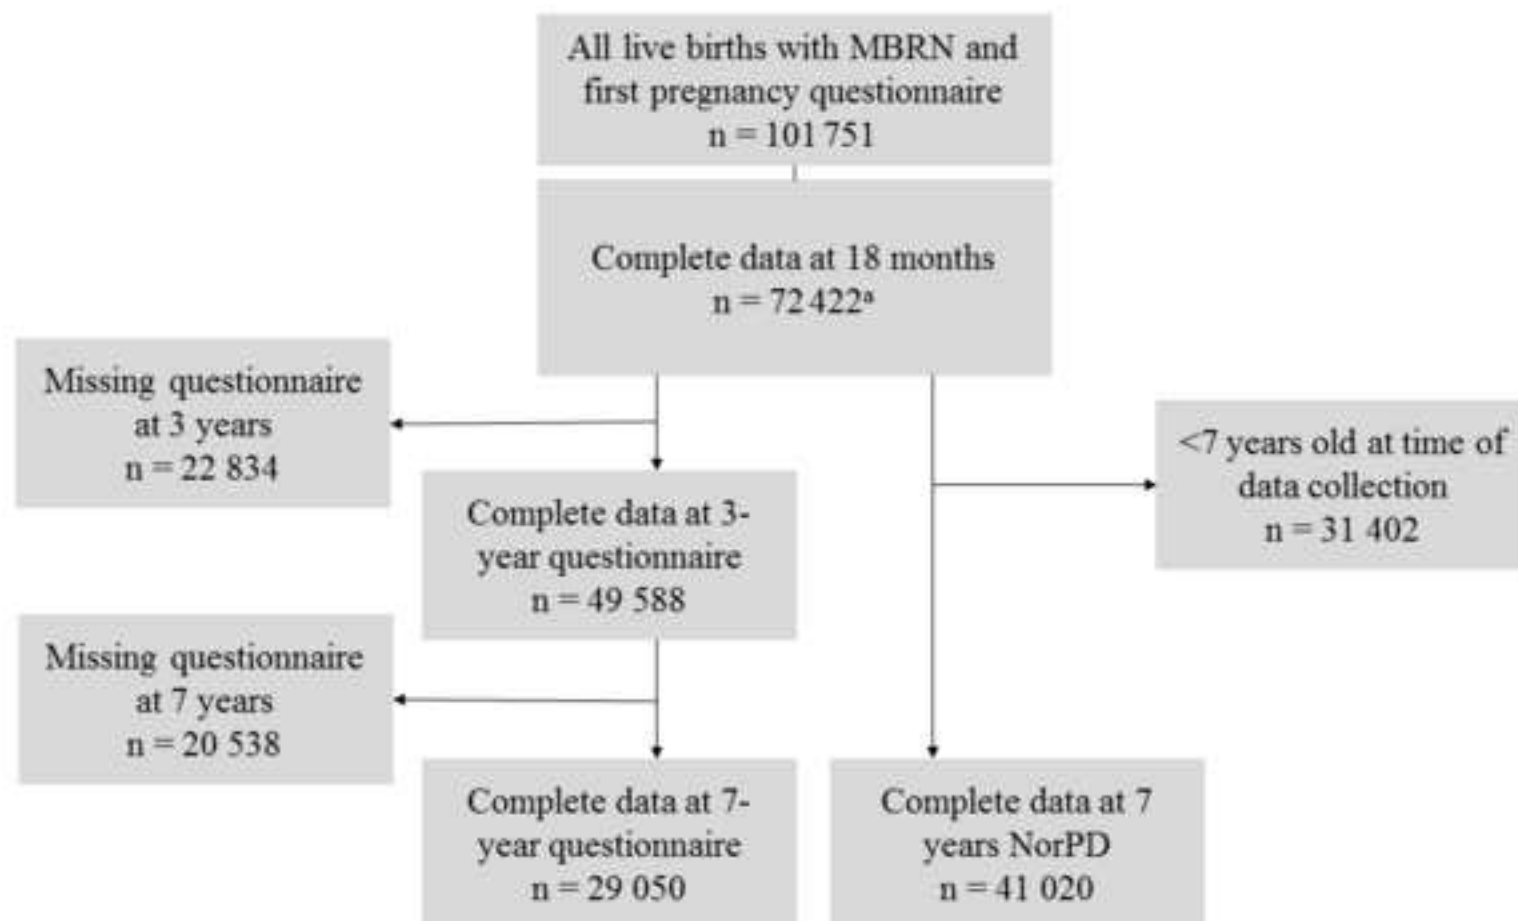 All live births with MBRN and
first pregnancy questionnaire
n = 101 751
Complete data at 18 months
n = 72 422ᵃ
Missing questionnaire
at 3 years
n = 22 834
<7 years old at time of
data collection
n = 31 402
Complete data at 3-
year questionnaire
n = 49 588
Missing questionnaire
at 7 years
n = 20 538
Complete data at 7-
year questionnaire
n = 29 050
Complete data at 7
years NorPD
n = 41 020